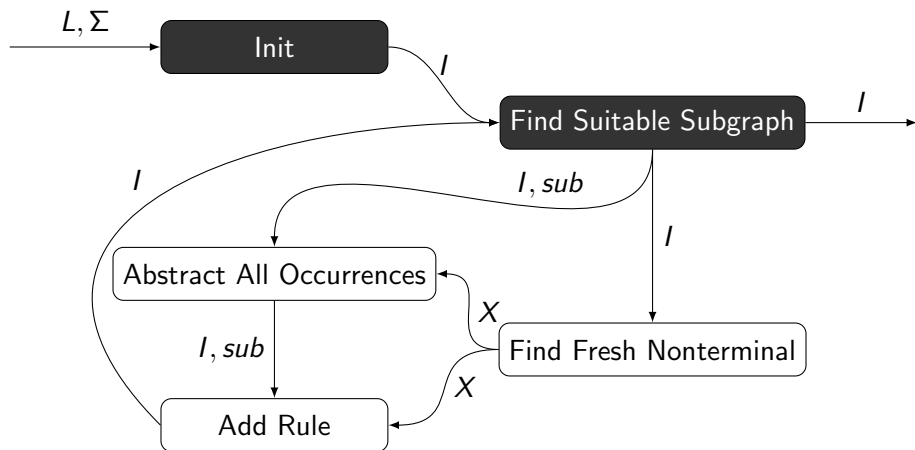 L, Σ
Init
I
Find Suitable Subgraph
I
I
I, sub
I
Abstract All Occurrences
X
I, sub
Find Fresh Nonterminal
X
Add Rule